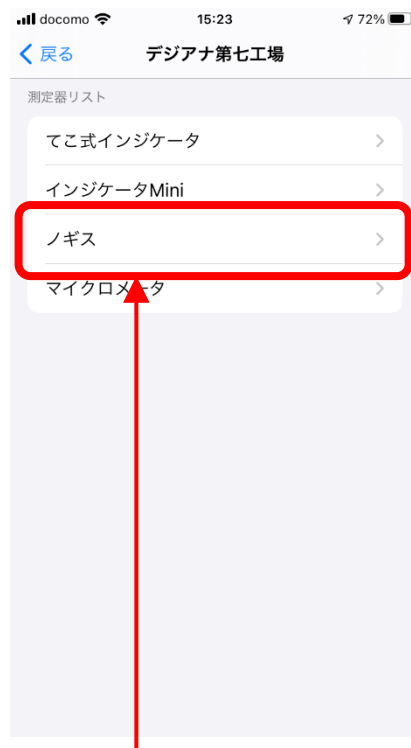 docomo 15:23 72%
戻る デジアナ第七工場
測定器リスト
てこ式インジケータ
インジケータMini
ノギス
マイクロメータ